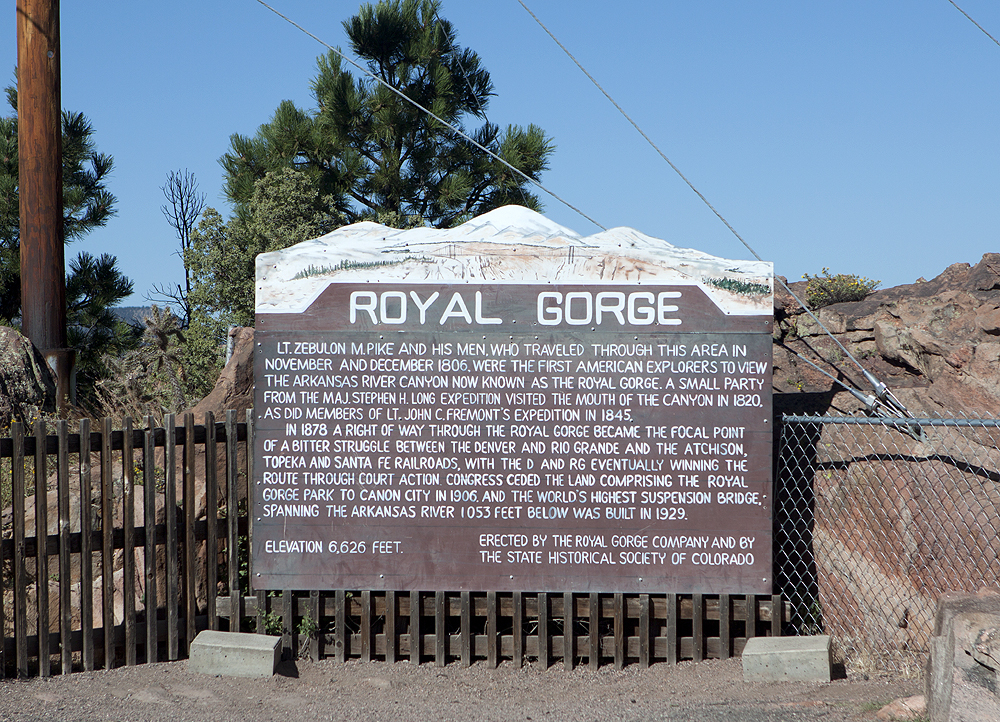 ROYAL GORGE
LT. ZEBULON M. PIKE AND HIS MEN, WHO TRAVELED THROUGH THIS AREA IN
NOVEMBER AND DECEMBER 1806. WERE THE FIRST AMERICAN EXPLORERS TO VIEW
THE ARKANSAS RIVER CANYON NOW KNOWN AS THE ROYAL GORGE. A SMALL PARTY
FROM THE MAJ. STEPHEN H. LONG EXPEDITION VISITED THE MOUTH OF THE CANYON IN 1820.
AS DID MEMBERS OF LT. JOHN C. FREMONT'S EXPEDITION IN 1845.
IN 1878 A RIGHT OF WAY THROUGH THE ROYAL GORGE BECAME THE FOCAL POINT
OF A BITTER STRUGGLE BETWEEN THE DENVER AND RIO GRANDE AND THE ATCHISON,
TOPEKA AND SANTA FE RAILROADS, WITH THE D AND RG EVENTUALLY WINNING THE
ROUTE THROUGH COURT ACTION CONGRESS CEDED THE LAND COMPRISING THE ROYAL
GORGE PARK TO CANON CITY IN 1906. AND THE WORLD'S HIGHEST SUSPENSION BRIDGE,
SPANNING THE ARKANSAS RIVER 1053 FEET BELOW WAS BUILT IN 1929.
ELEVATION 6,626 FEET.
ERECTED BY THE ROYAL GORGE COMPANY AND BY
THE STATE HISTORICAL SOCIETY OF COLORADO